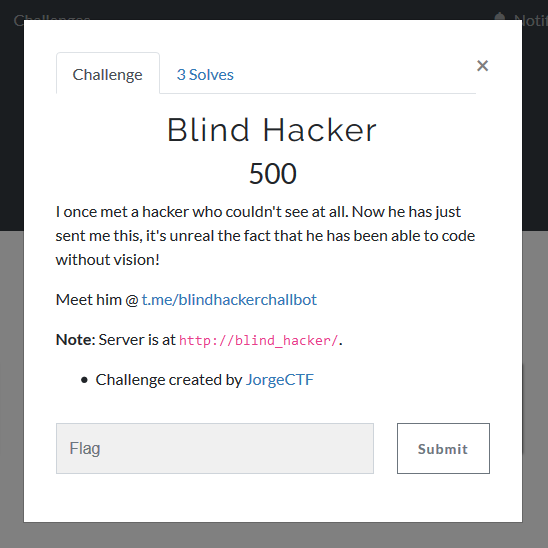 Challenges
Notif
Challenge
3 Solves
×
Blind Hacker
500
I once met a hacker who couldn't see at all. Now he has just
sent me this, it's unreal the fact that he has been able to code
without vision!
Meet him @ t.me/blindhackerchallbot
Note: Server is at http://blind_hacker/.
• Challenge created by JorgeCTF
Flag
Submit